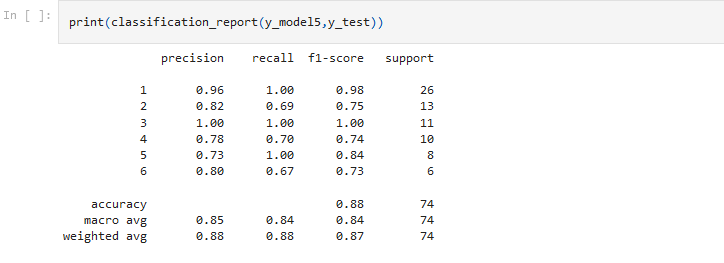 In [ ]: print(classification_report(y_model5,y_test))
precision recall f1-score support
1 0.96 1.00 0.98 26
2 0.82 0.69 0.75 13
3 1.00 1.00 1.00 11
4 0.78 0.70 0.74 10
5 0.73 1.00 0.84 8
6 0.80 0.67 0.73 6
accuracy 0.88 74
macro avg 0.85 0.84 0.84 74
weighted avg 0.88 0.88 0.87 74